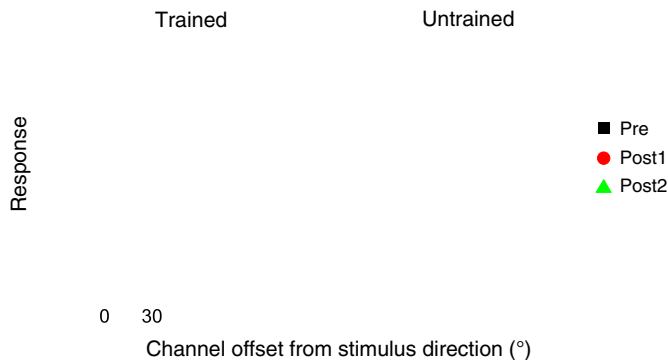 Trained
Untrained
Response
Pre
Post1
Post2
0 30
Channel offset from stimulus direction (°)